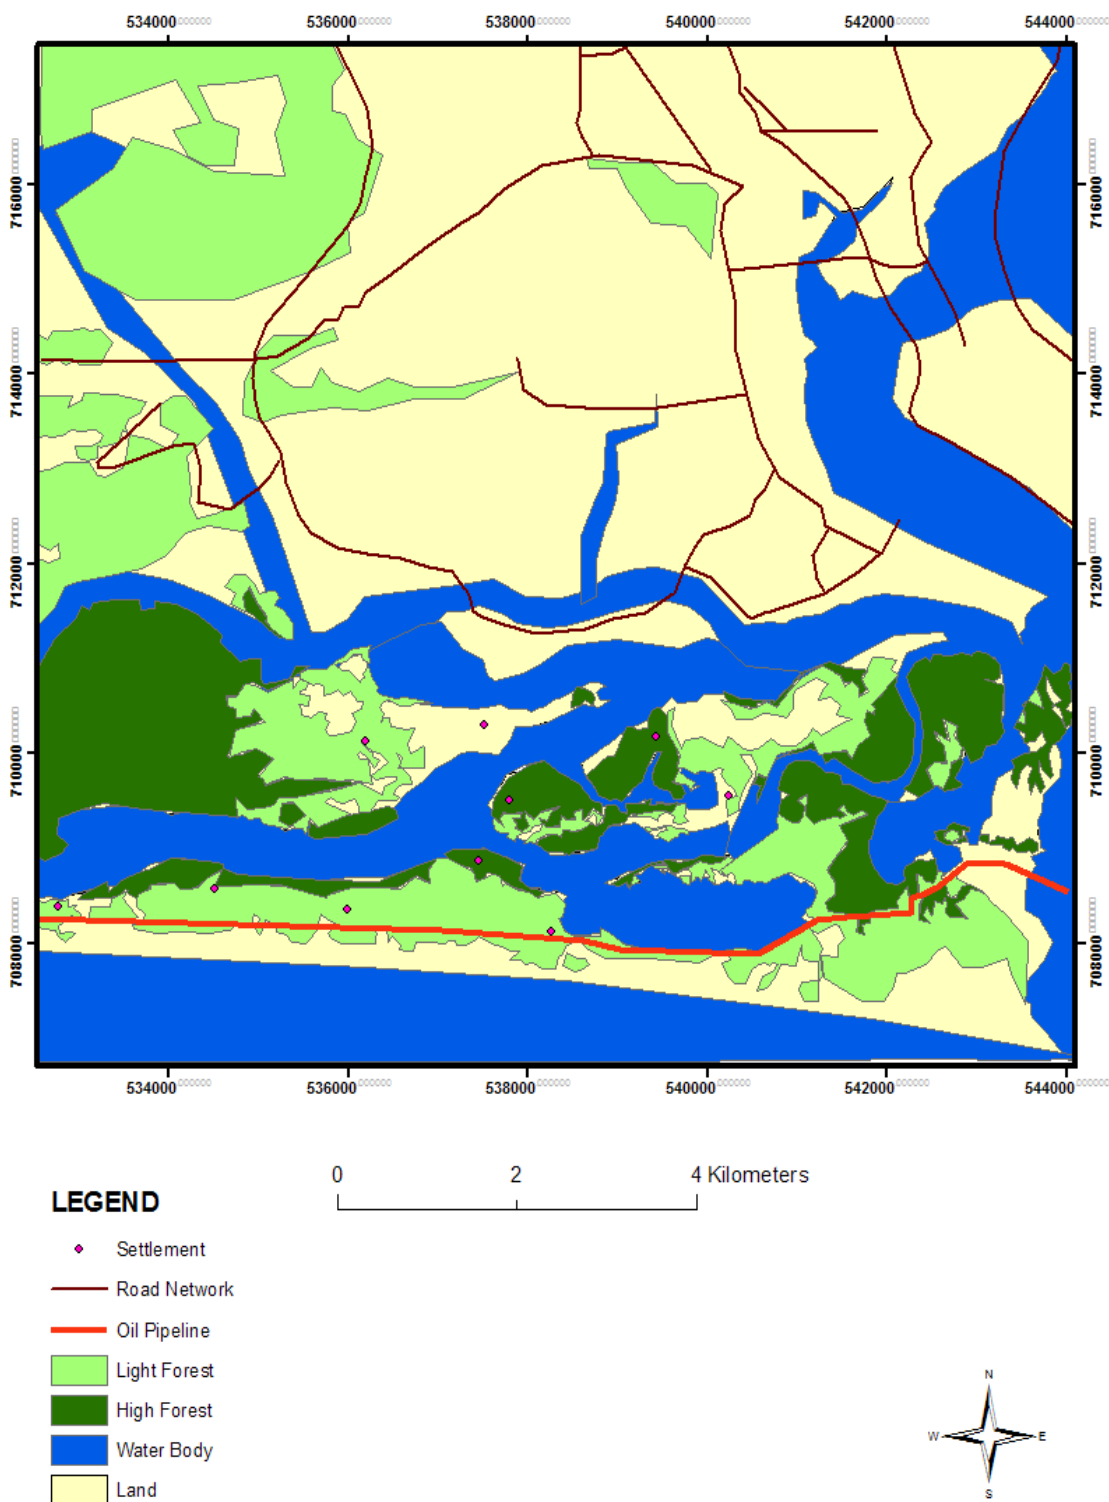 534000 536000 538000 540000 542000 544000
716000 716000
714000 714000
712000 712000
710000 710000
708000 708000
534000 536000 538000 540000 542000 544000
0 2 4 Kilometers
LEGEND
Settlement
Road Network
Oil Pipeline
Light Forest
High Forest
Water Body
Land
N
W E
S